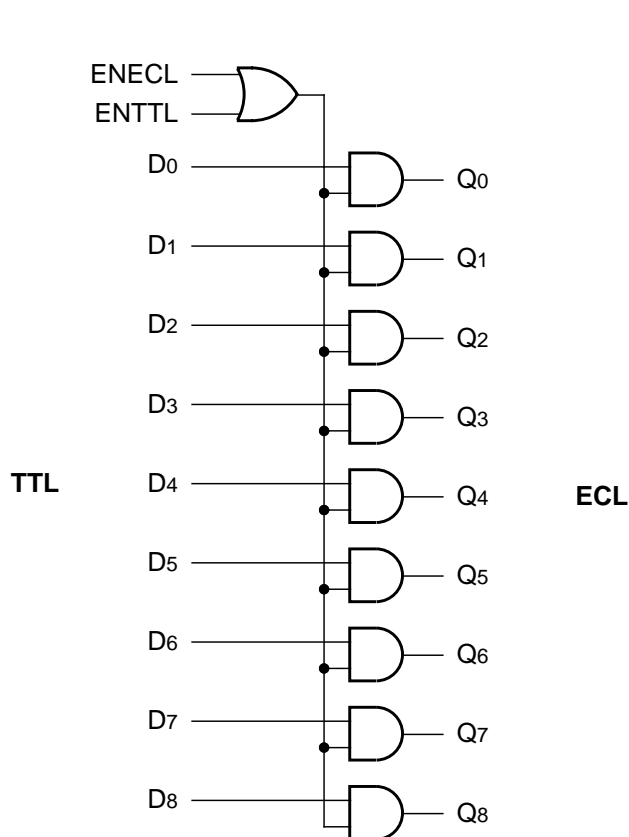 ENECL
ENTTL
D0 Q0
D1 Q1
D2 Q2
D3 Q3
TTL D4 Q4 ECL
D5 Q5
D6 Q6
D7 Q7
D8 Q8